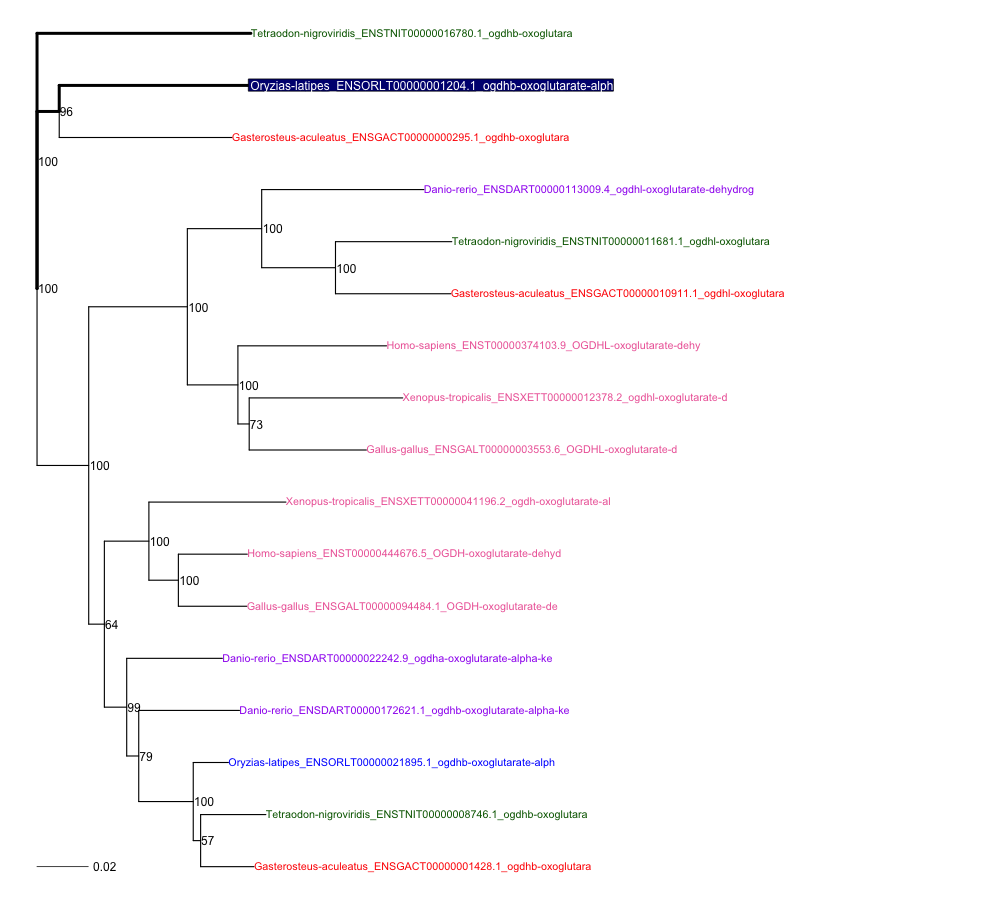 Tetraodon-nigroviridis_ENSTNIT00000016780.1_ogdhb-oxoglutara
Oryzias-latipes_ENSORLT00000001204.1_ogdhb-oxoglutarate-alph
96
Gasterosteus-aculeatus_ENSGACT00000000295.1_ogdhb-oxoglutara
100
Danio-rerio_ENSDART00000113009.4_ogdhl-oxoglutarate-dehydrog
100
Tetraodon-nigroviridis_ENSTNIT00000011681.1_ogdhl-oxoglutara
100
100
Gasterosteus-aculeatus_ENSGACT00000010911.1_ogdhl-oxoglutara
100
Homo-sapiens_ENST00000374103.9_OGDHL-oxoglutarate-dehy
100
Xenopus-tropicalis_ENSXETT00000012378.2_ogdhl-oxoglutarate-d
73
Gallus-gallus_ENSGALT00000003553.6_OGDHL-oxoglutarate-d
100
Xenopus-tropicalis_ENSXETT00000041196.2_ogdh-oxoglutarate-al
100
Homo-sapiens_ENST00000444676.5_OGDH-oxoglutarate-dehyd
100
Gallus-gallus_ENSGALT00000094484.1_OGDH-oxoglutarate-de
64
Danio-rerio_ENSDART00000022242.9_ogdha-oxoglutarate-alpha-ke
99
Danio-rerio_ENSDART00000172621.1_ogdhb-oxoglutarate-alpha-ke
79
Oryzias-latipes_ENSORLT00000021895.1_ogdhb-oxoglutarate-alph
100
Tetraodon-nigroviridis_ENSTNIT00000008746.1_ogdhb-oxoglutara
57
Gasterosteus-aculeatus_ENSGACT00000001428.1_ogdhb-oxoglutara
0.02